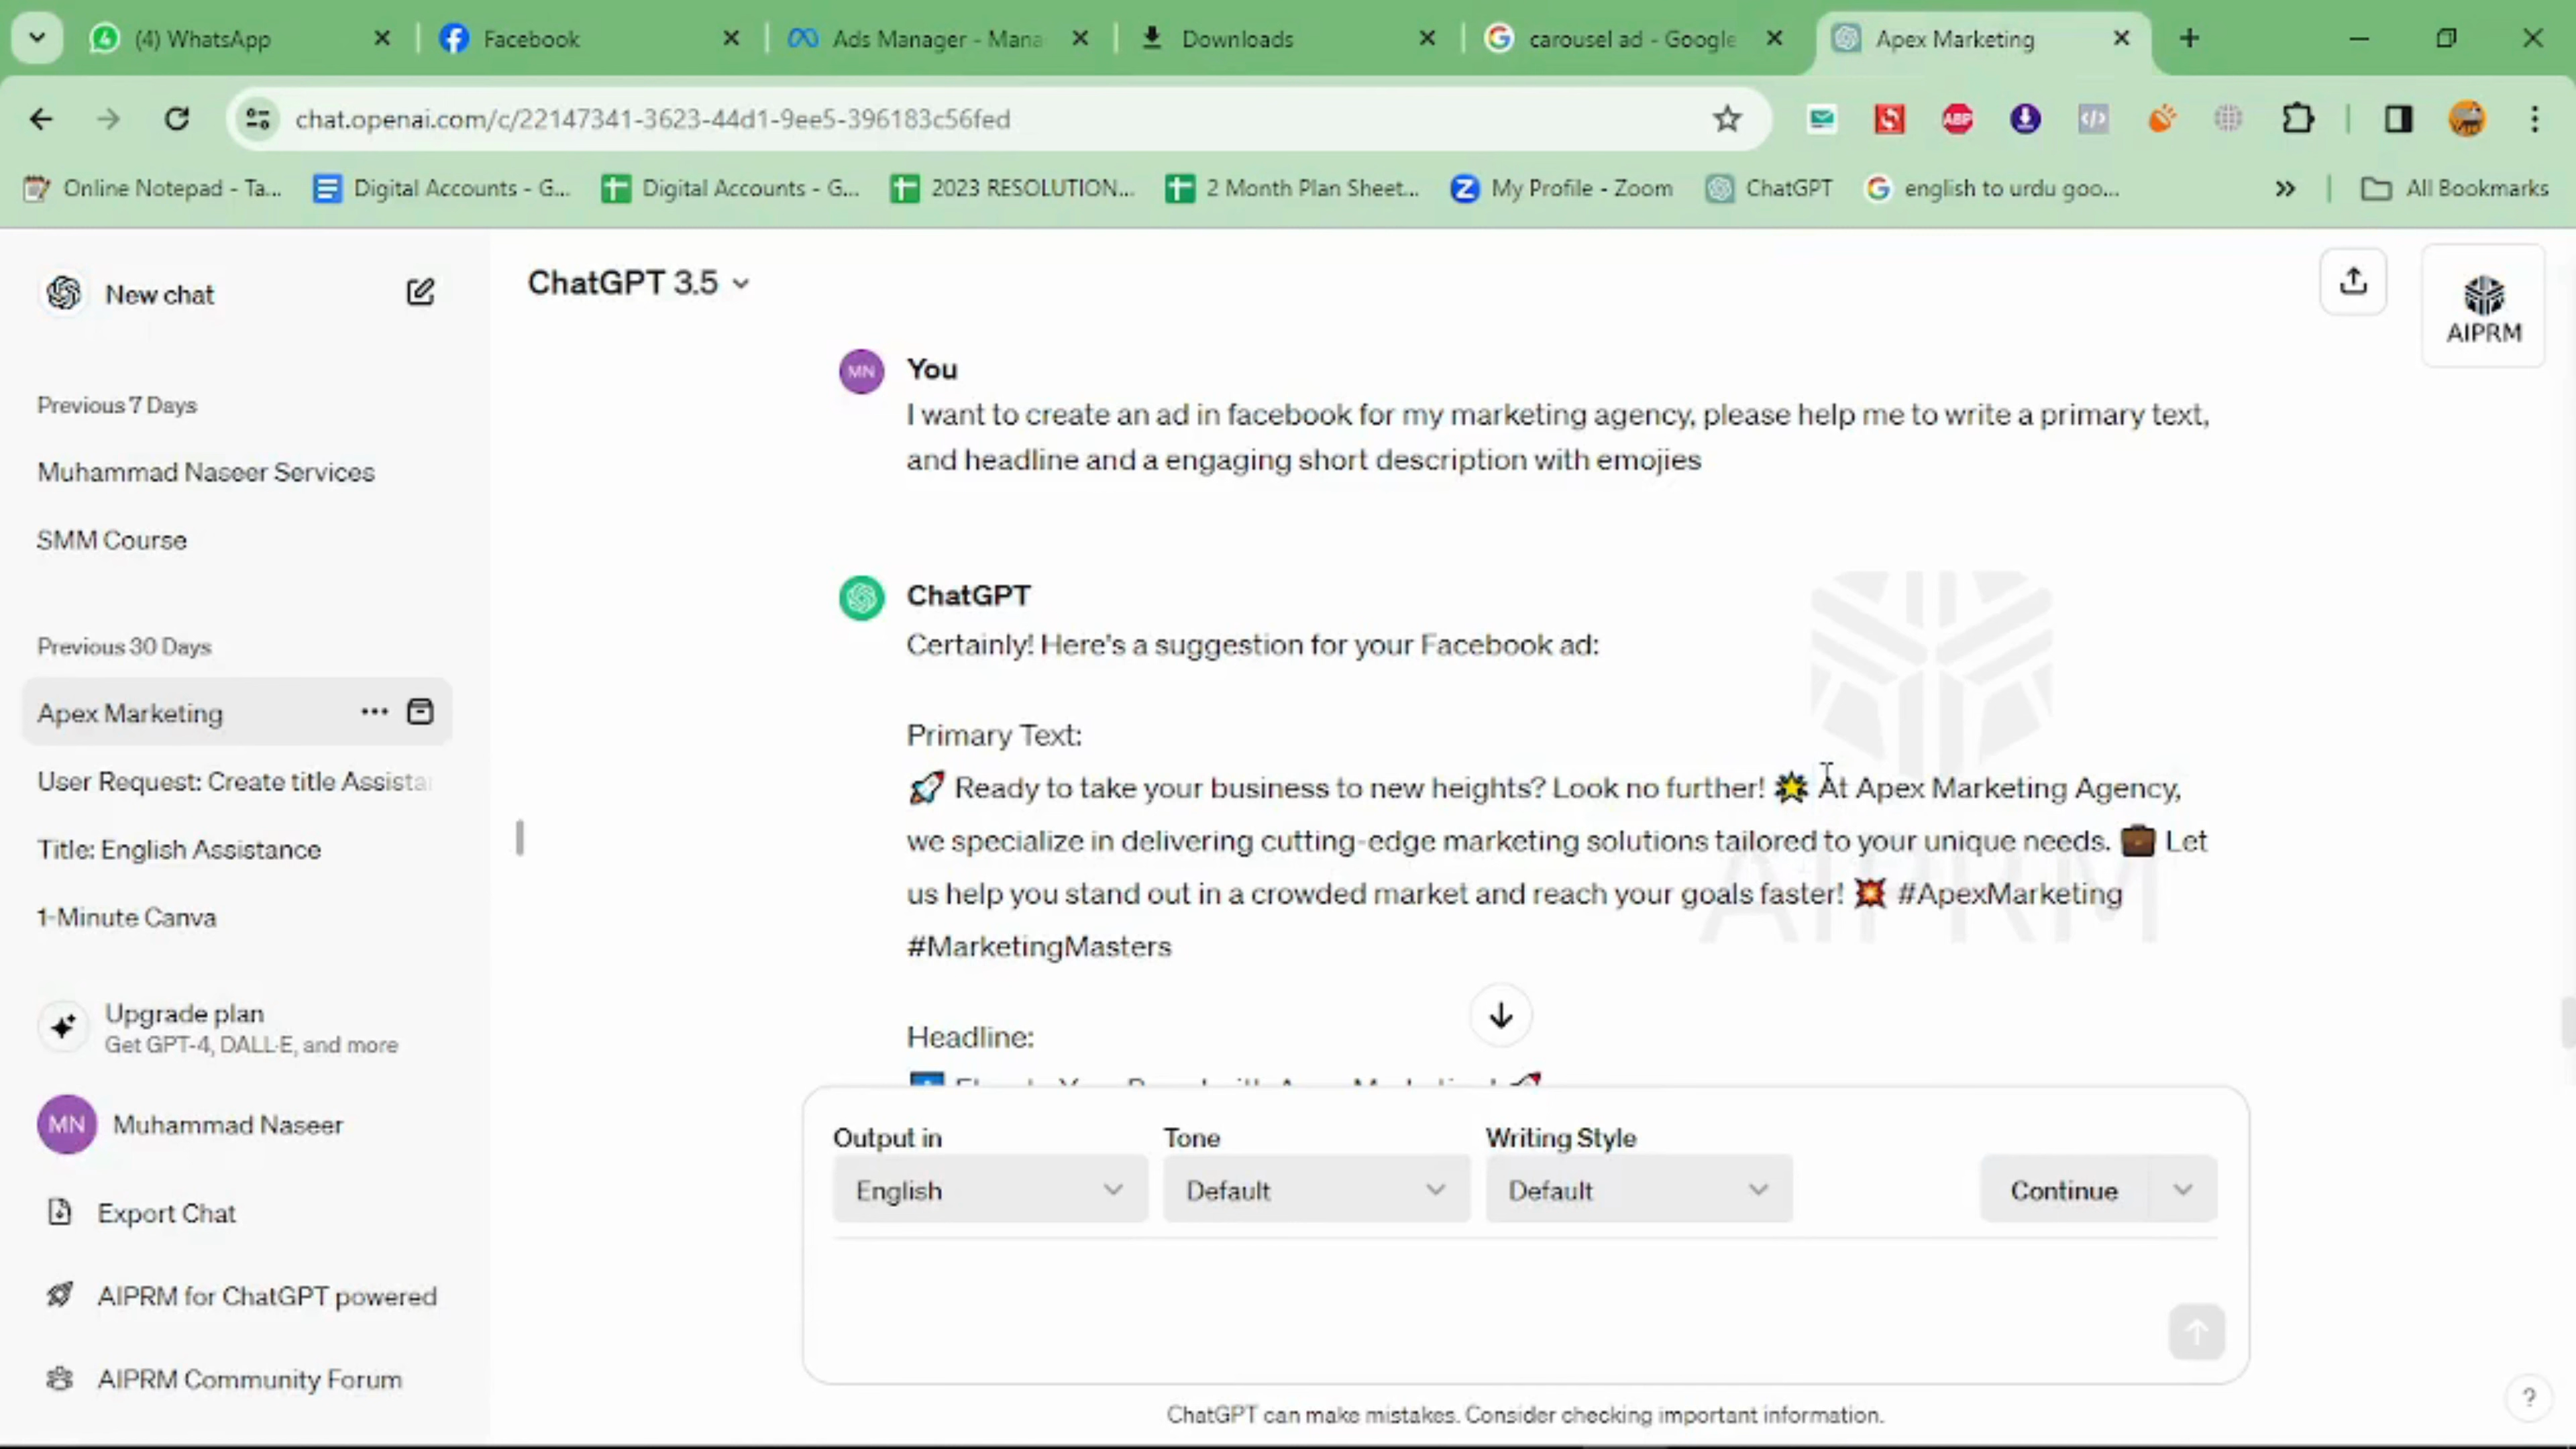 (4) WhatsApp
Facebook
Ads Manager - Mana
Downloads
carousel ad - Google
Apex Marketing
chat.openai.com/c/22147341-3623-44d1-9ee5-396183c56fed
ABP
Online Notepad - Ta...
Digital Accounts - G...
Digital Accounts - G...
2023 RESOLUTION...
2 Month Plan Sheet...
My Profile - Zoom
ChatGPT
english to urdu goo...
All Bookmarks
New chat
Previous 7 Days
Muhammad Naseer Services
SMM Course
Previous 30 Days
Apex Marketing
User Request: Create title Assista
Title: English Assistance
1-Minute Canva
Upgrade plan
Get GPT-4, DALL·E, and more
MN
Muhammad Naseer
Export Chat
AIPRM for ChatGPT powered
AIPRM Community Forum
ChatGPT 3.5
AIPRM
MN
You
I want to create an ad in facebook for my marketing agency, please help me to write a primary text,
and headline and a engaging short description with emojies
ChatGPT
Certainly! Here's a suggestion for your Facebook ad:
Primary Text:
🚀 Ready to take your business to new heights? Look no further! 🌟 At Apex Marketing Agency,
we specialize in delivering cutting-edge marketing solutions tailored to your unique needs. 💼 Let
us help you stand out in a crowded market and reach your goals faster! 💥 #ApexMarketing
#MarketingMasters
AIPRM
Headline:
Output in
Tone
Writing Style
English
Default
Default
Continue
ChatGPT can make mistakes. Consider checking important information.
?